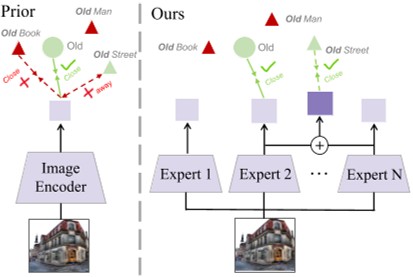 Prior
Old Man
Old Book
Old
Old Street
Close
Close
away
Image
Encoder
Ours
Old Man
Old Book
Old
Old Street
Close
Close
Expert 1
Expert 2
...
Expert N